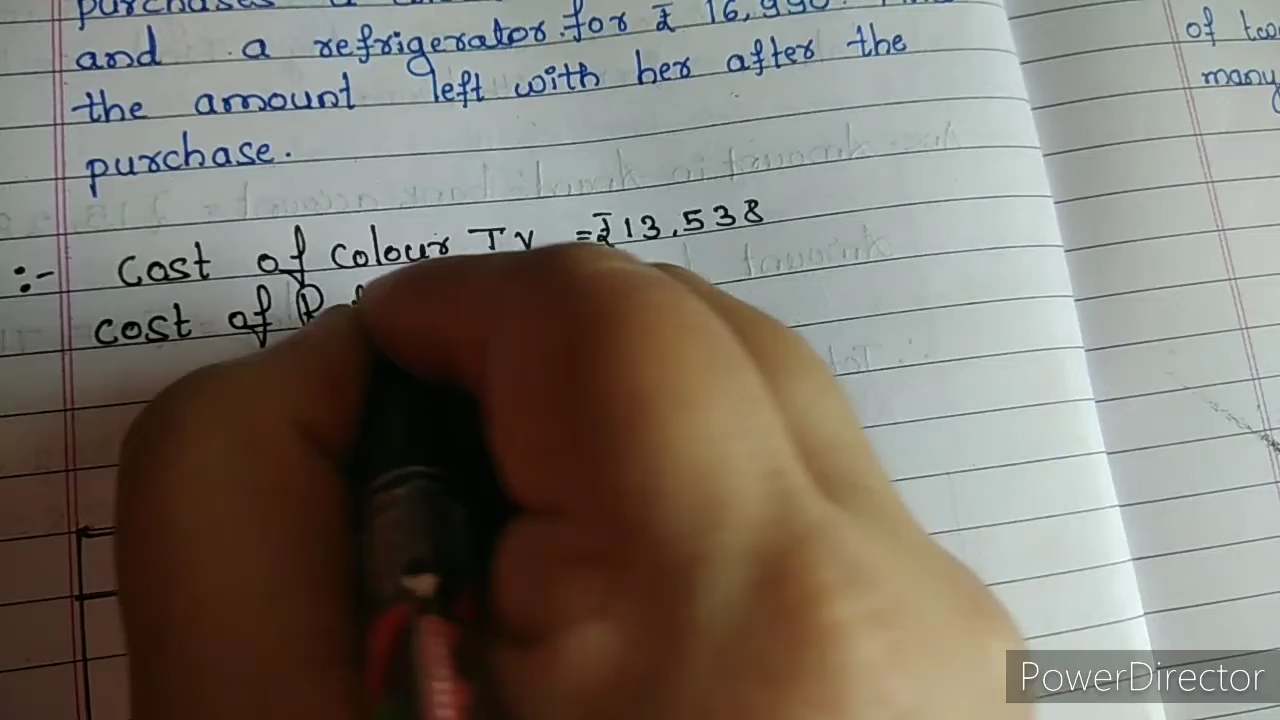 purchases a
and a refrigerator for ₹ 16,990.
the amount left with her after the
purchase.
:- Cost of colour TV = ₹13,538
cost of
of
many
PowerDirector